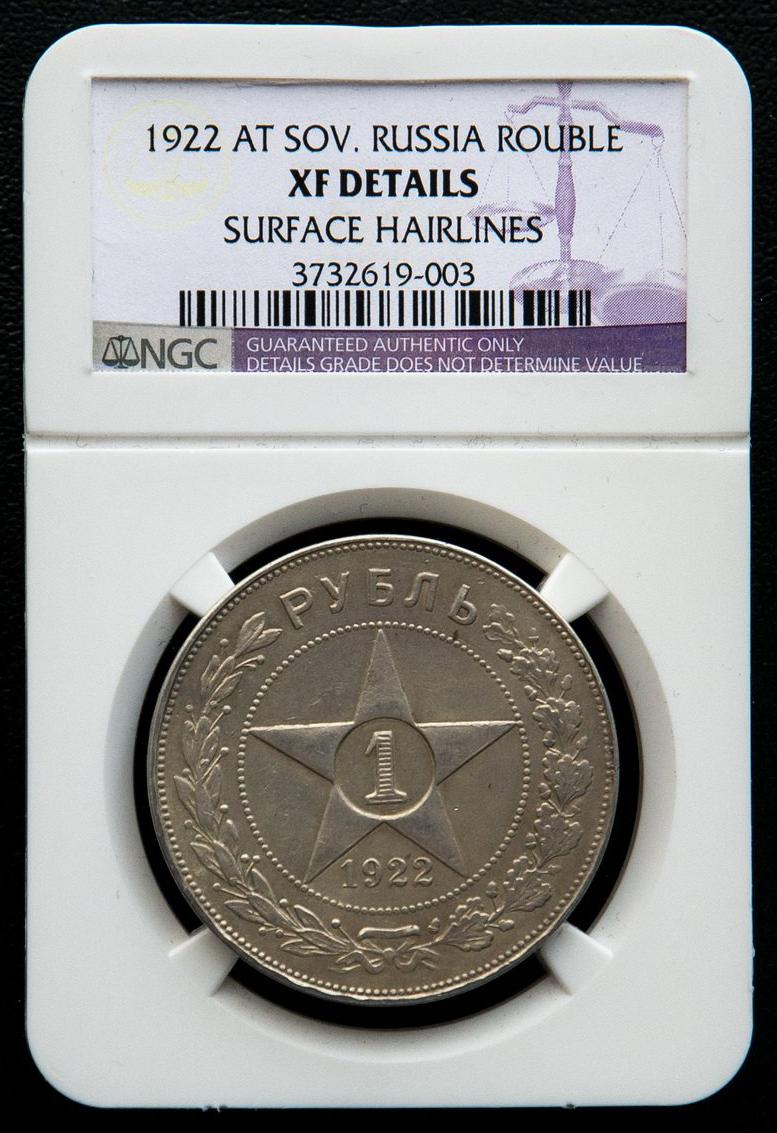 1922 AT SOV. RUSSIA ROUBLE
XF DETAILS
SURFACE HAIRLINES
3732619-003
NGC
GUARANTEED AUTHENTIC ONLY
DETAILS GRADE DOES NOT DETERMINE VALUE
РУБЛЬ
1
1922